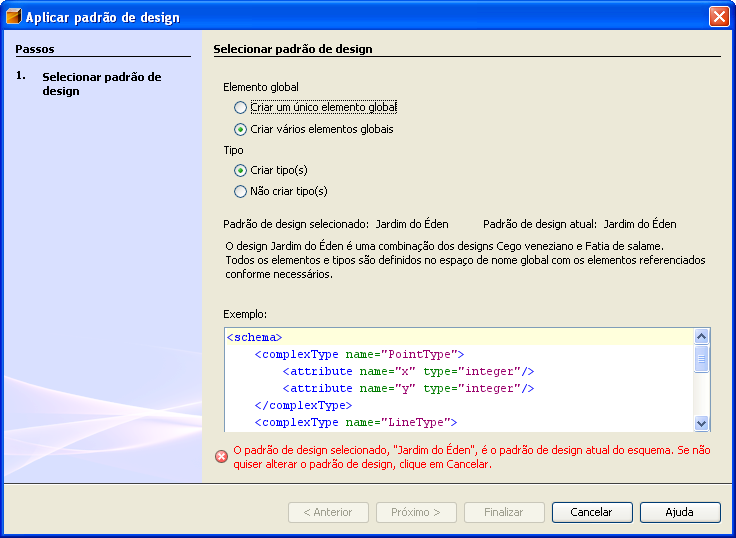 Aplicar padrão de design
Passos
1. Selecionar padrão de
design
Selecionar padrão de design
Elemento global
Criar um único elemento global
Criar vários elementos globais
Tipo
Criar tipo(s)
Não criar tipo(s)
Padrão de design selecionado: Jardim do Éden Padrão de design atual: Jardim do Éden
O design Jardim do Éden é uma combinação dos designs Cego veneziano e Fatia de salame.
Todos os elementos e tipos são definidos no espaço de nome global com os elementos referenciados
conforme necessários.
Exemplo:
<schema>
<complexType name="PointType">
<attribute name="x" type="integer"/>
<attribute name="y" type="integer"/>
</complexType>
<complexType name="LineType">
O padrão de design selecionado, "Jardim do Éden", é o padrão de design atual do esquema. Se não
quiser alterar o padrão de design, clique em Cancelar.
< Anterior Próximo > Finalizar Cancelar Ajuda